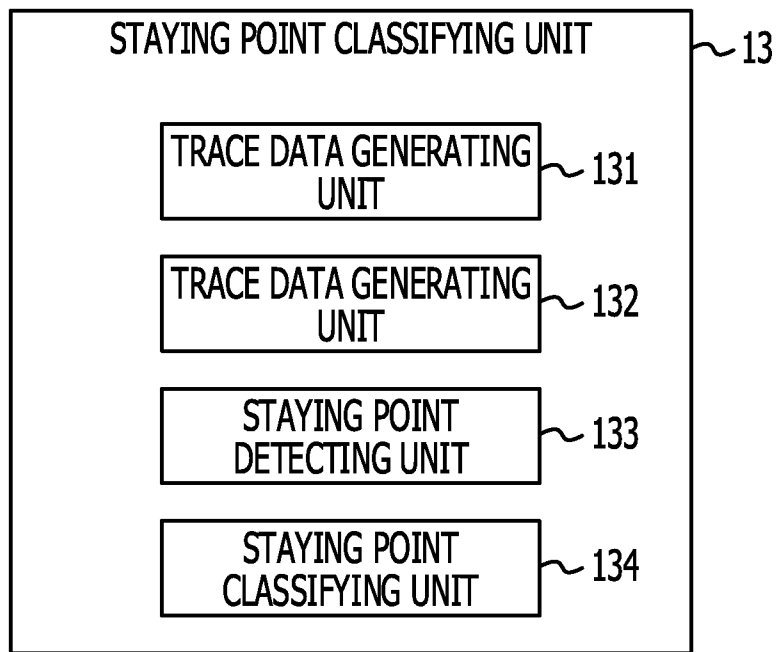 STAYING POINT CLASSIFYING UNIT
13
TRACE DATA GENERATING
UNIT
131
TRACE DATA GENERATING
UNIT
132
STAYING POINT
DETECTING UNIT
133
STAYING POINT
CLASSIFYING UNIT
134